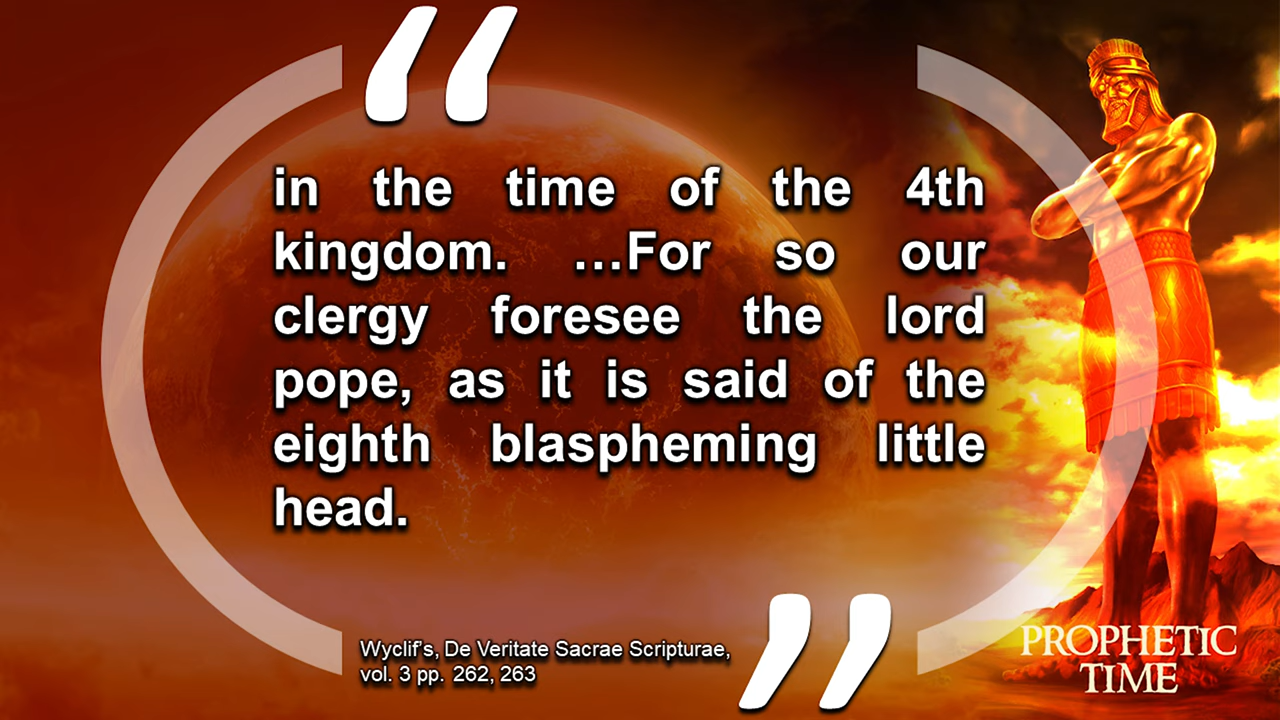 “
in the time of the 4th
kingdom. …For so our
clergy foresee the lord
pope, as it is said of the
eighth blaspheming little
head.
”
Wyclif's, De Veritate Sacrae Scripturae,
vol. 3 pp. 262, 263
PROPHETIC
TIME